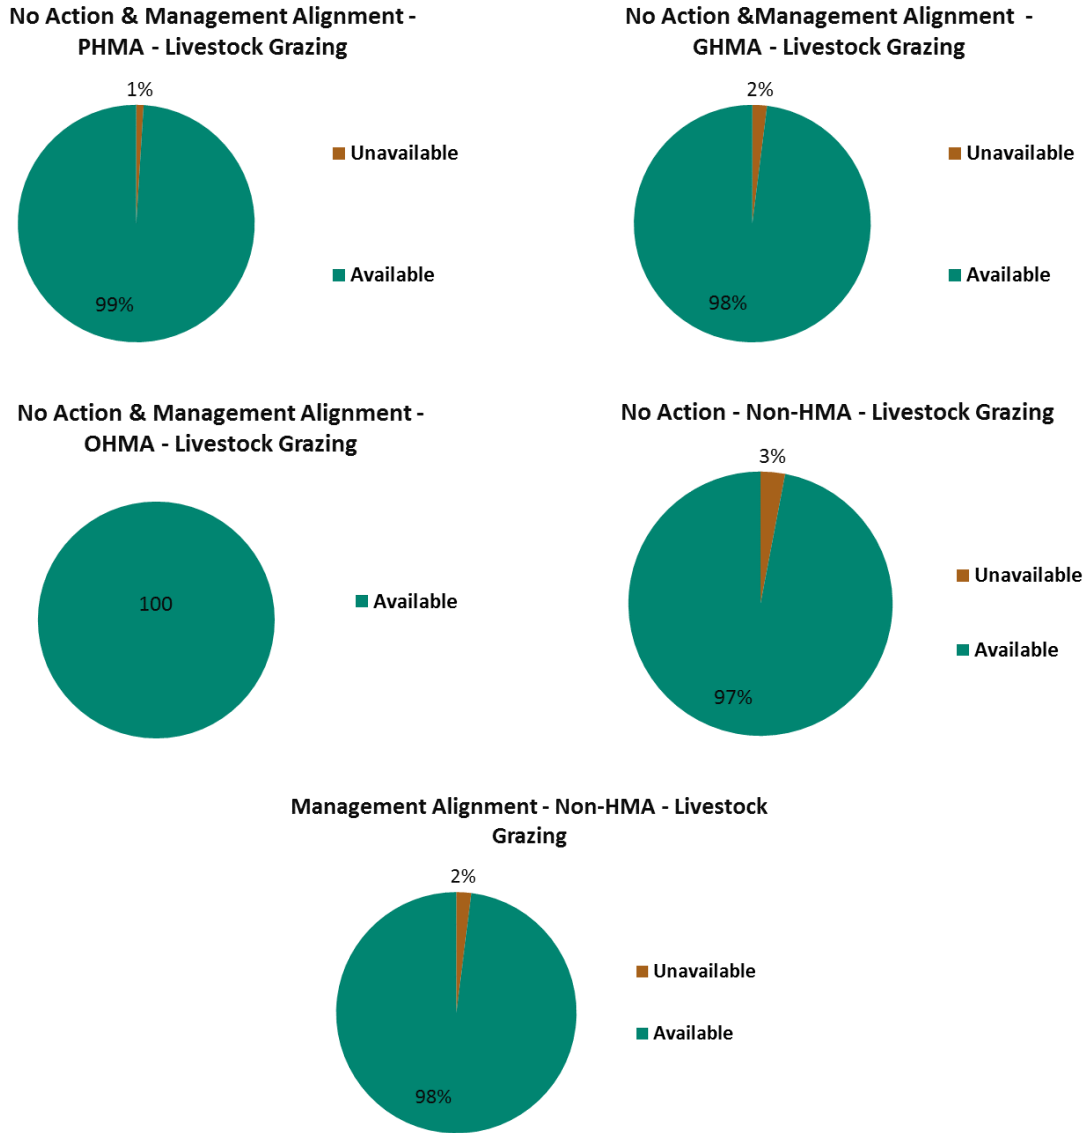 No Action & Management Alignment -
PHMA - Livestock Grazing
1%
Unavailable
Available
99%
No Action &Management Alignment -
GHMA - Livestock Grazing
2%
Unavailable
Available
98%
No Action & Management Alignment -
OHMA - Livestock Grazing
100
Available
No Action - Non-HMA - Livestock Grazing
3%
Unavailable
Available
97%
Management Alignment - Non-HMA - Livestock
Grazing
2%
Unavailable
Available
98%